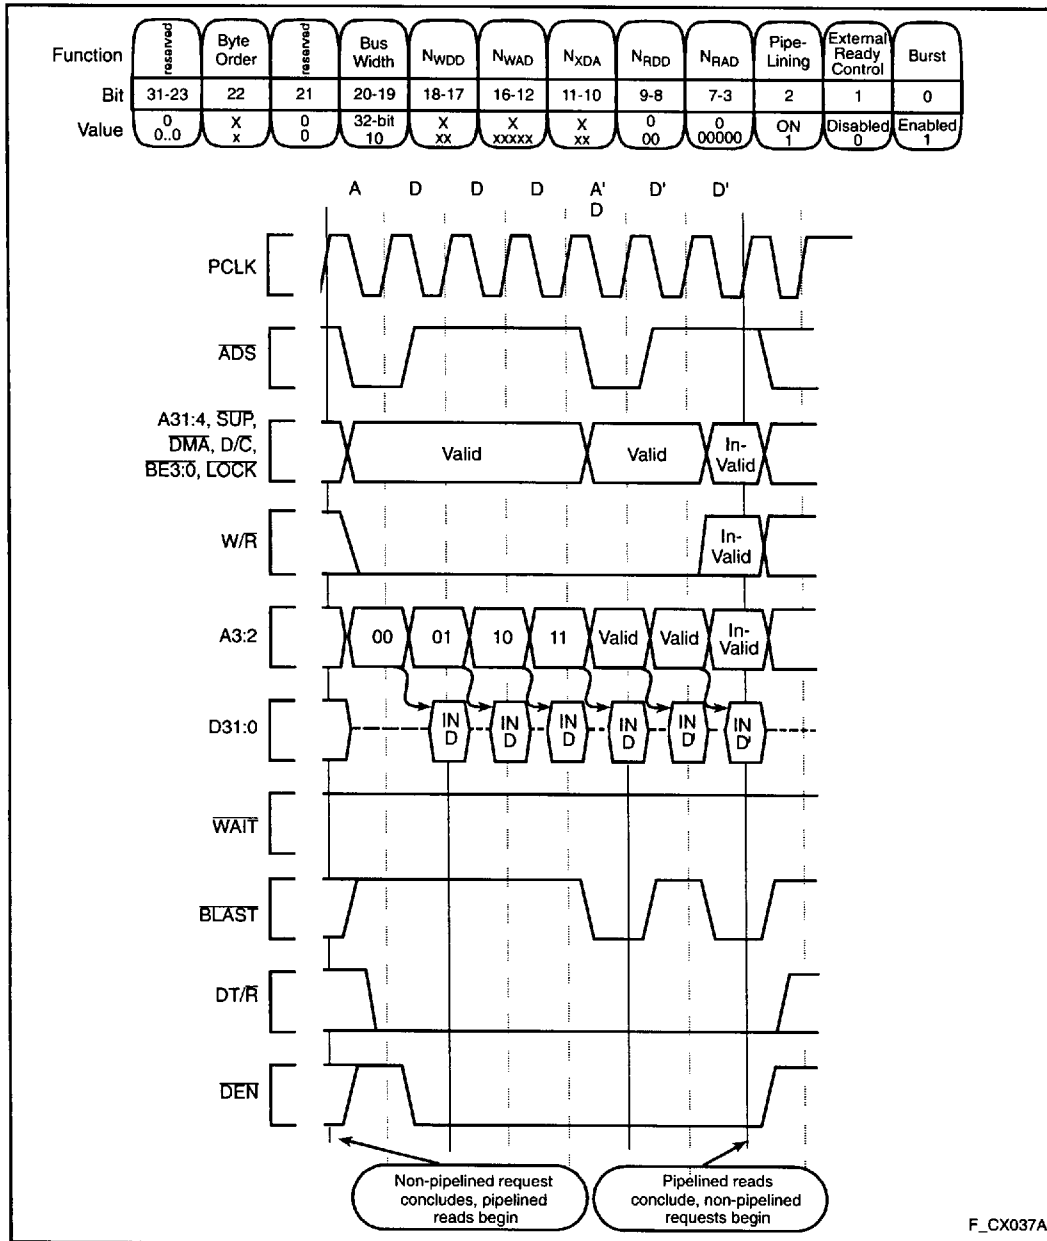 Function reserved Byte Order reserved Bus Width NWDD NWAD NXDA NRDD NRAD Pipe-Lining External Ready Control Burst
Bit 31-23 22 21 20-19 18-17 16-12 11-10 9-8 7-3 2 1 0
Value 0 X 0 32-bit X X X 0 0 ON Disabled Enabled
0..0 x 0 10 xx xxxxx xx 00 00000 1 0 1
A D D D A' D' D'
D
PCLK
ADS
A31:4, SUP,
DMA, D/C,
BE3:0, LOCK
Valid Valid In-Valid
W/R
In-Valid
A3:2
00 01 10 11 Valid Valid In-Valid
D31:0
IN D IN D IN D IN D IN D' IN D'
WAIT
BLAST
DT/R
DEN
Non-pipelined request
concludes, pipelined
reads begin
Pipelined reads
conclude, non-pipelined
requests begin
F_CX037A